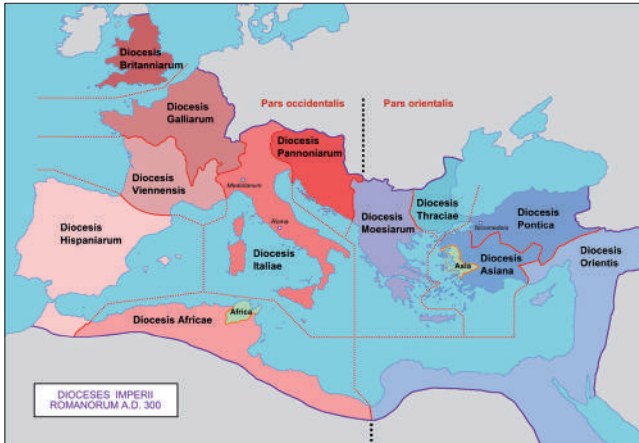 Diocesis
Britanniarum
Diocesis
Galliarum
Pars occidentalis
Pars orientalis
Diocesis
Pannoniarum
Diocesis
Viennensis
Mediolanum
Roma
Diocesis
Hispaniarum
Diocesis
Italiae
Diocesis
Moesiarum
Diocesis
Thraciae
Nicomedia
Diocesis
Pontica
Asia
Diocesis
Asiana
Diocesis
Orientis
Diocesis Africae
Africa
DIOCESES IMPERII
ROMANORUM A.D. 300